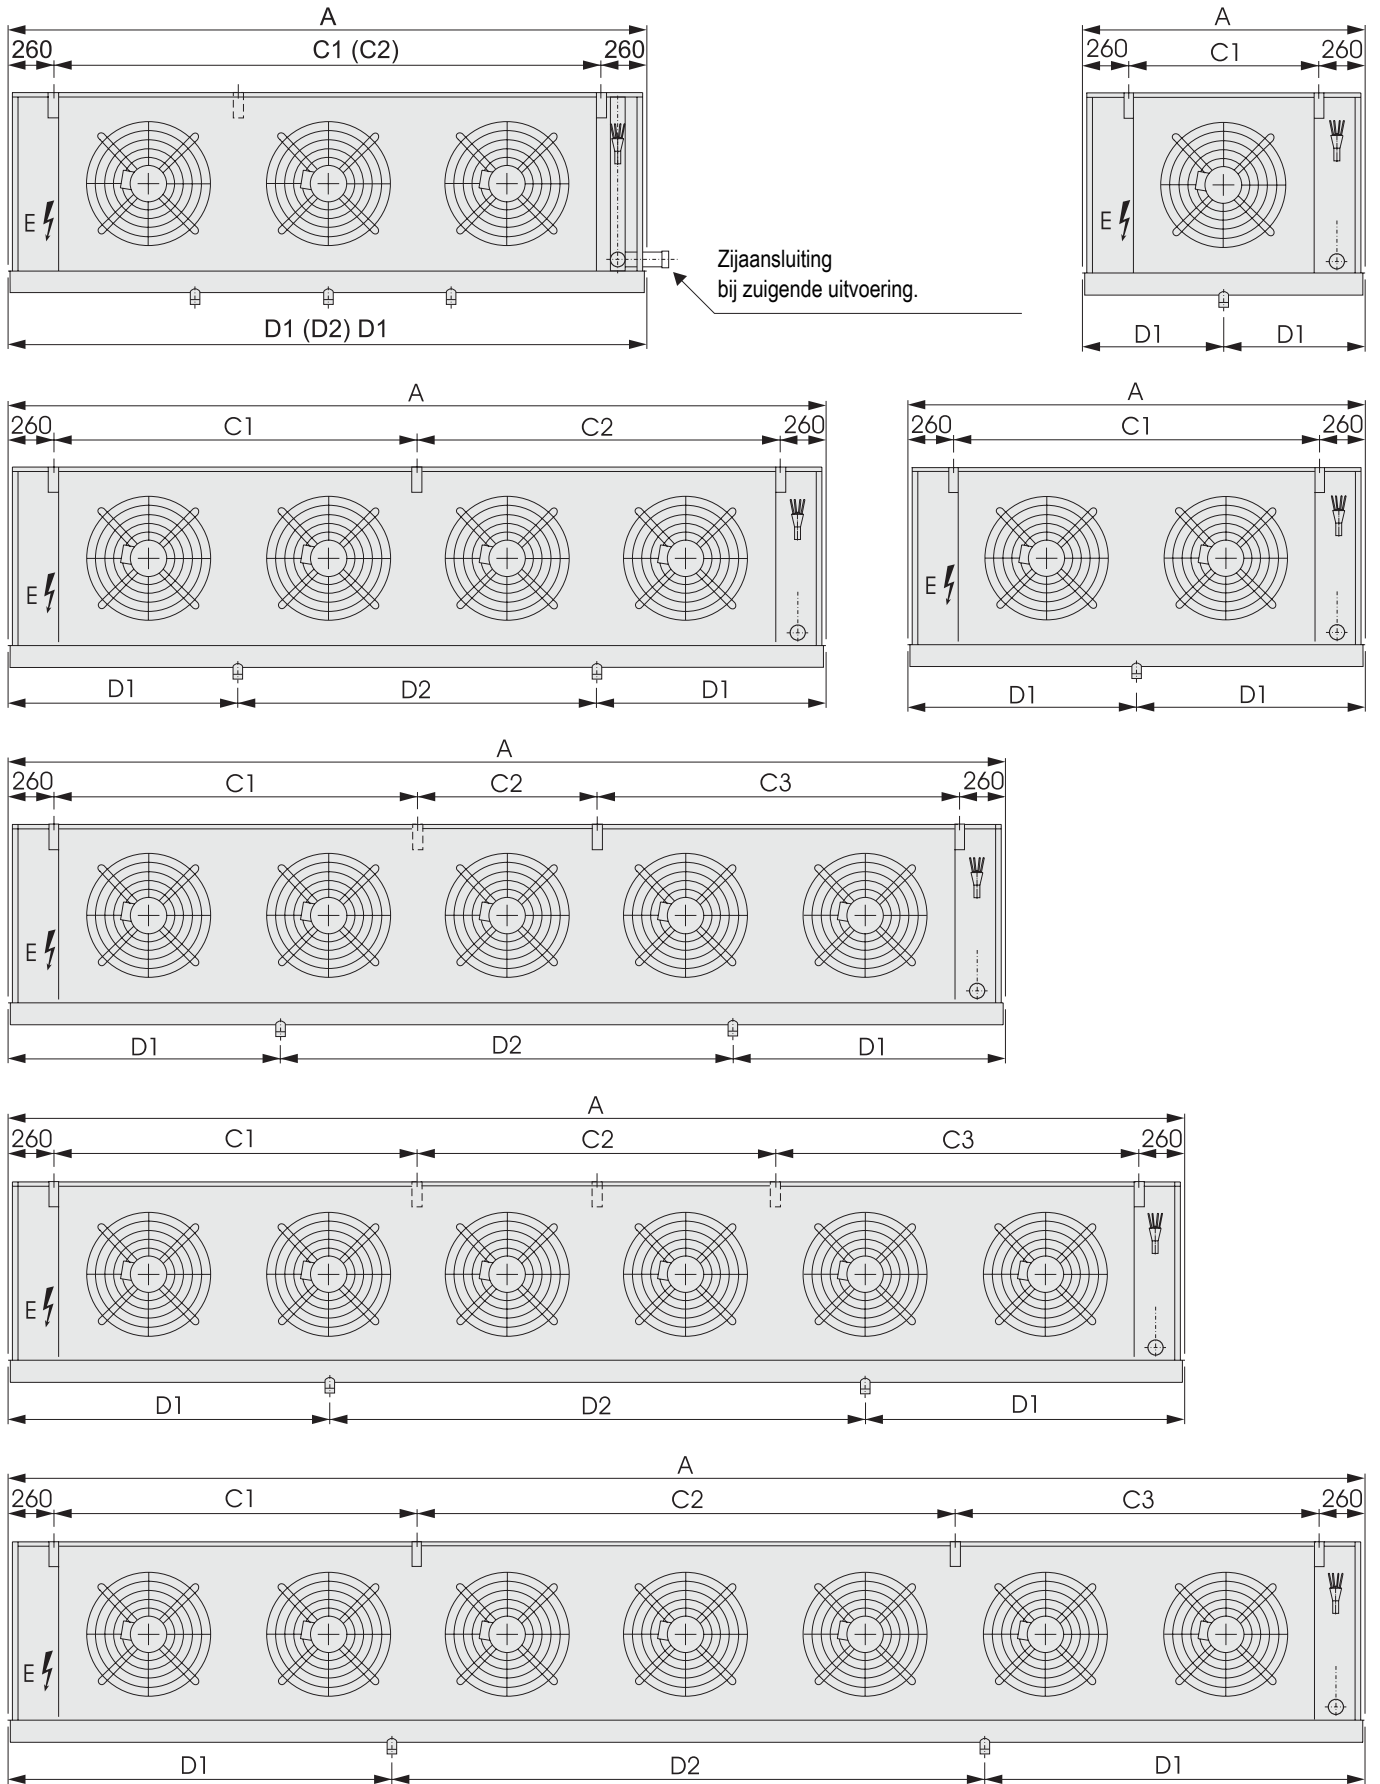 A
260 C1 (C2) 260
E
D1 (D2) D1
Zijaansluiting
bij zuigende uitvoering.
A
260 C1 260
E
D1 D1
A
260 C1 C2 260
E
D1 D2 D1
A
260 C1 260
E
D1 D1
A
260 C1 C2 C3 260
E
D1 D2 D1
A
260 C1 C2 C3 260
E
D1 D2 D1
A
260 C1 C2 C3 260
E
D1 D2 D1